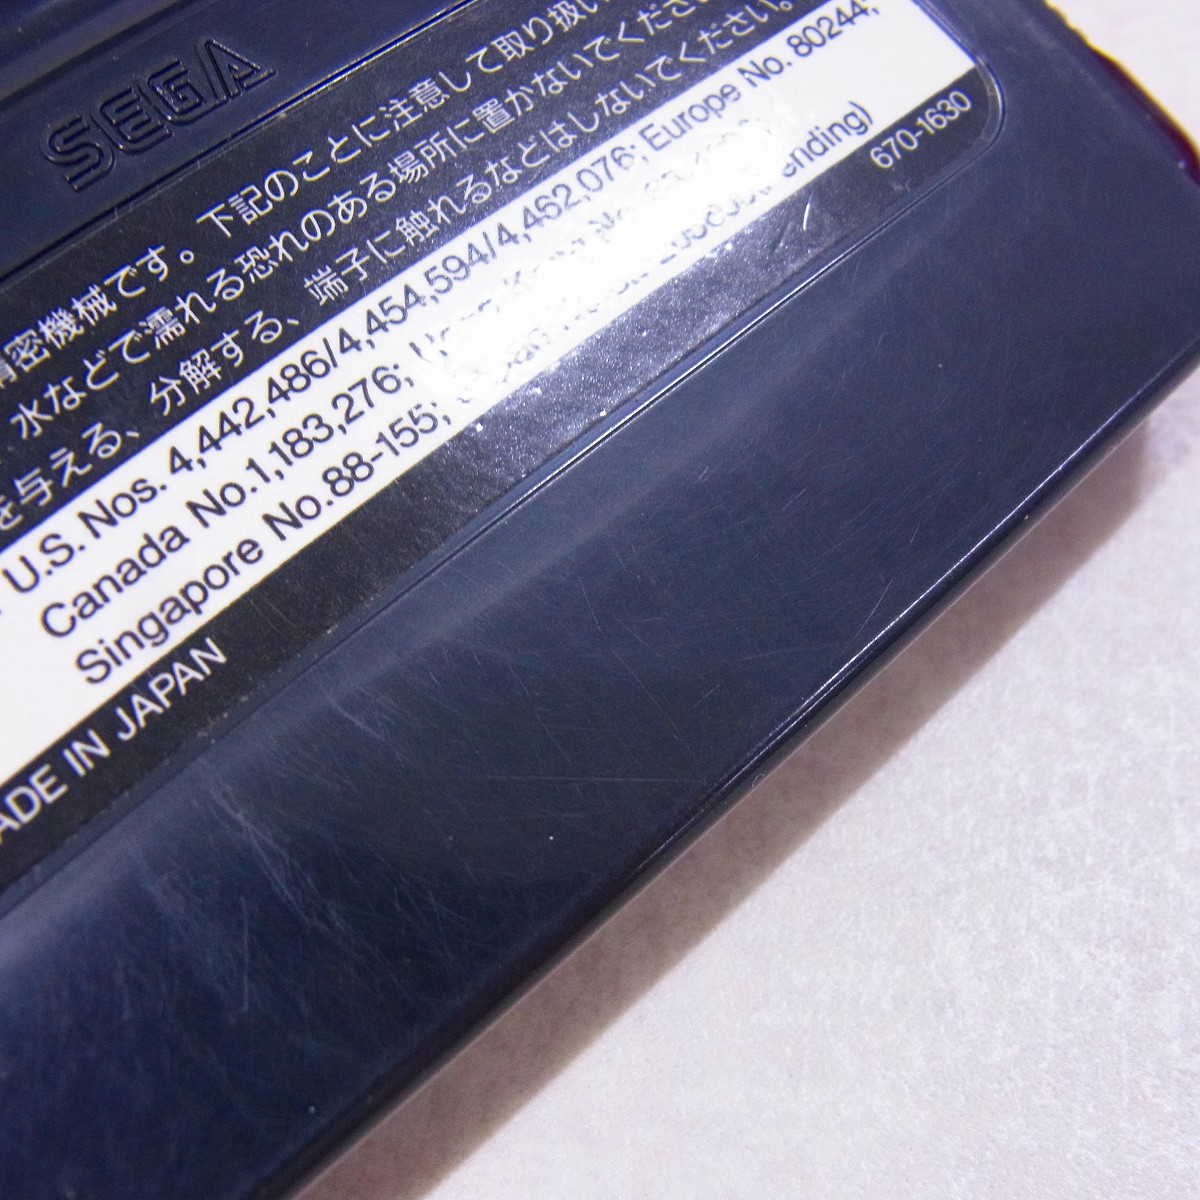 SEGA
精密機械です。下記のことに注意して取り扱い
水などで濡れる恐れのある場所に置かないでくださ
を与える、分解する、端子に触れるなどはしないでください。
U.S. Nos. 4,442,486/4,454,594/4,462,076; Europe No. 80244;
Canada No.1,183,276;
Singapore No.88-155; ending)
ADE IN JAPAN
670-1630